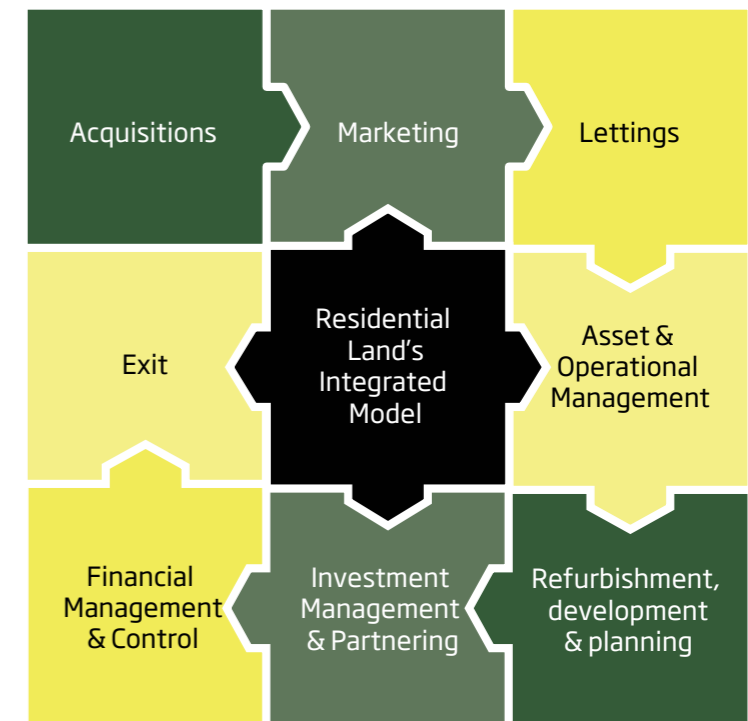 Acquisitions
Marketing
Lettings
Exit
Residential
Land's
Integrated
Model
Asset &
Operational
Management
Financial
Management
& Control
Investment
Management
& Partnering
Refurbishment,
development
& planning